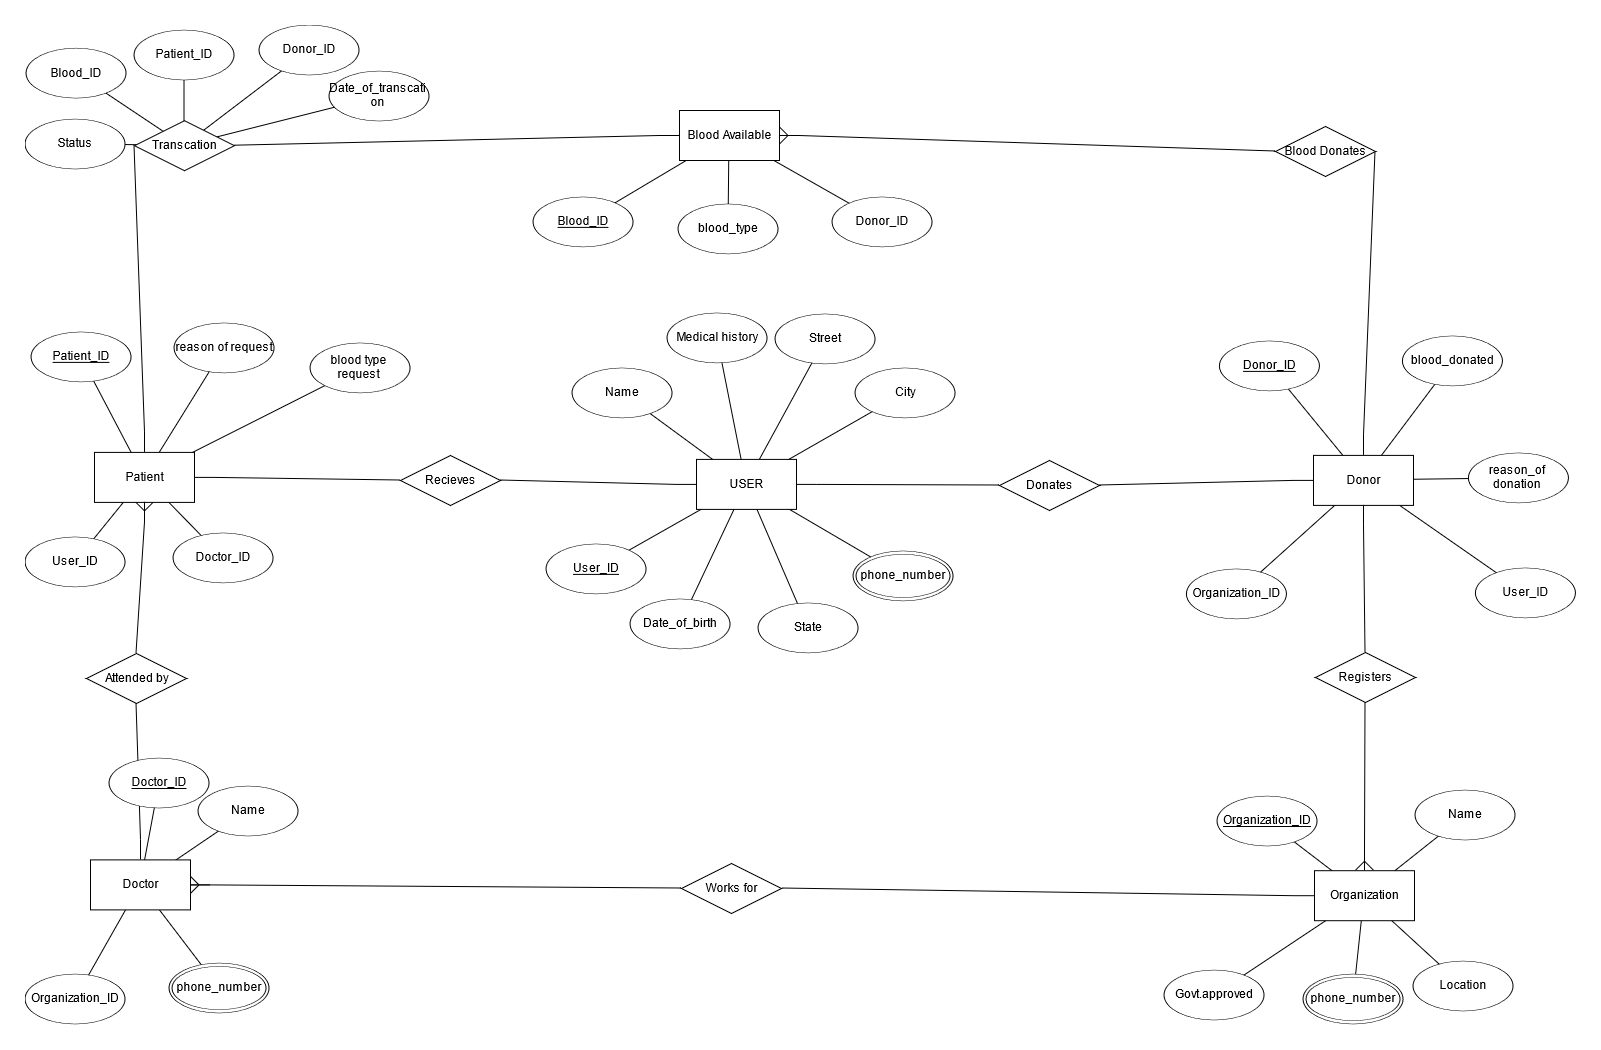 Donor_ID
Patient_ID
Blood_ID
Date_of_transcati
on
Status
Transcation
Blood Available
Blood Donates
Blood_ID
blood_type
Donor_ID
Patient_ID
reason of request
blood type
request
Medical history
Street
Name
City
Donor_ID
blood_donated
Patient
Recieves
USER
Donates
Donor
reason_of
donation
User_ID
Doctor_ID
User_ID
phone_number
Organization_ID
User_ID
Date_of_birth
State
Attended by
Registers
Doctor_ID
Name
Organization_ID
Name
Doctor
Works for
Organization
Organization_ID
phone_number
Govt.approved
phone_number
Location